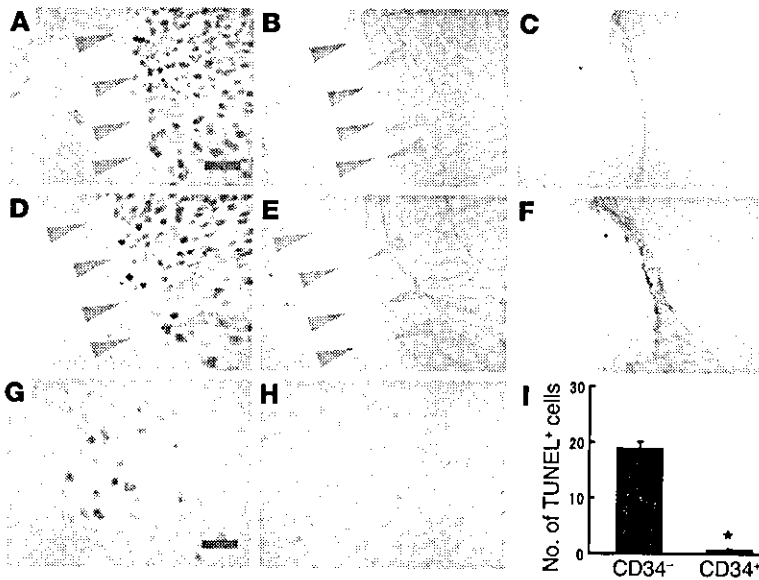 A
B
C
D
E
F
G
H
I
No. of TUNEL⁺ cells
30
20
10
0
*
CD34⁻
CD34⁺